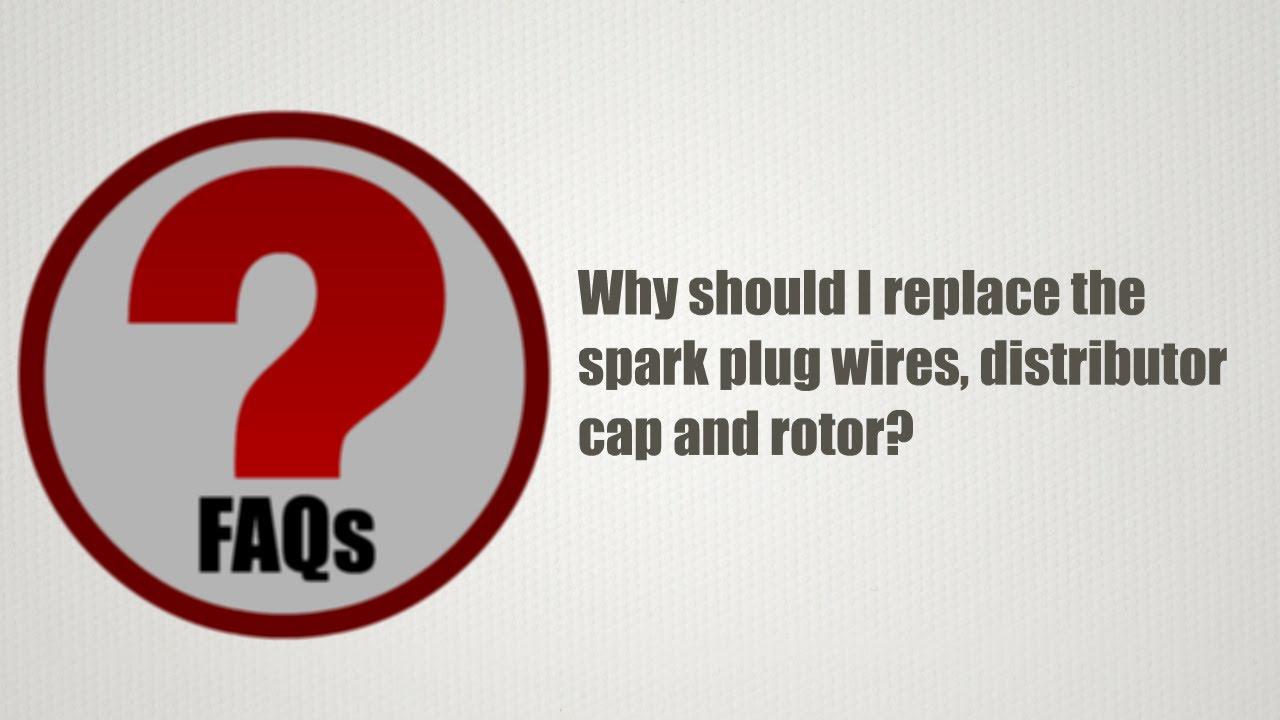 FAQs
Why should I replace the
spark plug wires, distributor
cap and rotor?